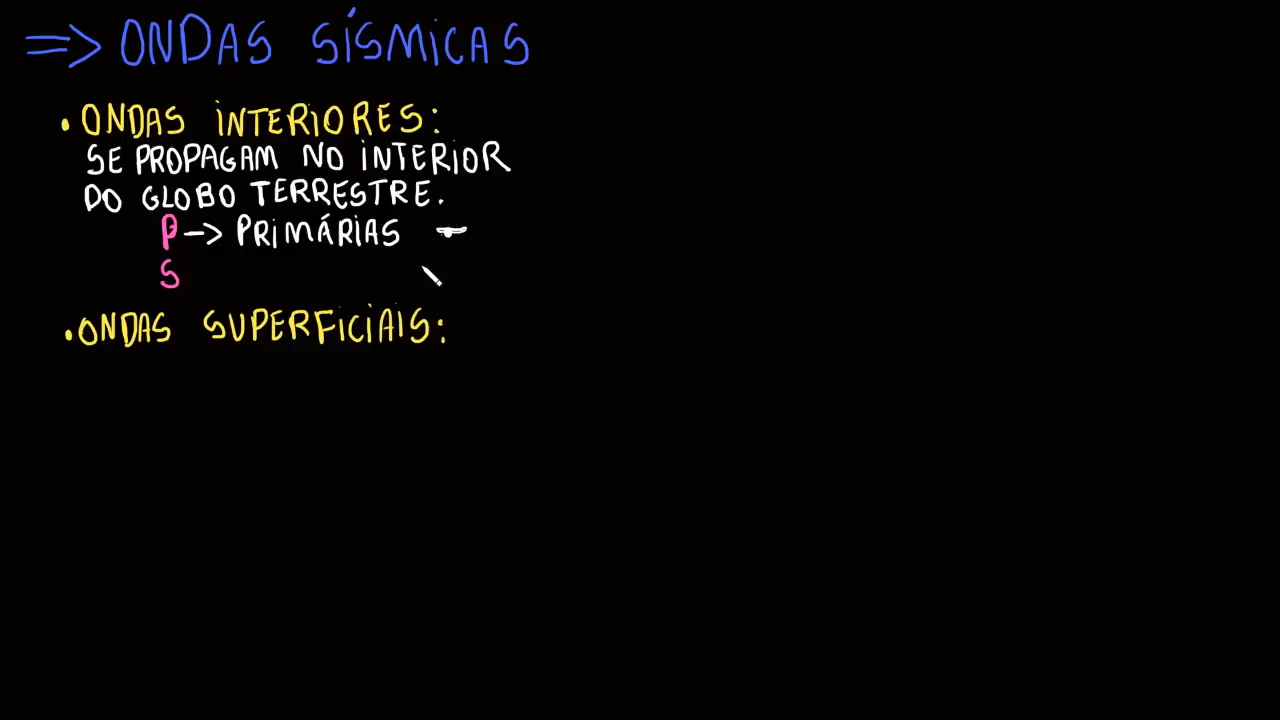 => ONDAS SÍSMICAS
• ONDAS INTERIORES:
SE PROPAGAM NO INTERIOR
DO GLOBO TERRESTRE.
P -> PRIMÁRIAS -
S
• ONDAS SUPERFICIAIS: